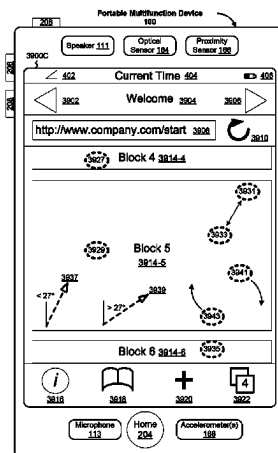 Portable Multifunction Device
100
206
Speaker 111
Optical Sensor 164
Proximity Sensor 166
3900C
208
208
402
Current Time 404
406
3902
Welcome 3904
3906
http://www.company.com/start 3908
3910
3927
Block 4 3914-4
3931
3933
3929
Block 5
3914-5
3937
3939
3941
< 27°
> 27°
3943
Block 6 3914-6
3935
i
4
3916
3918
3920
3922
Microphone 113
Home 204
Accelerometer(s) 168